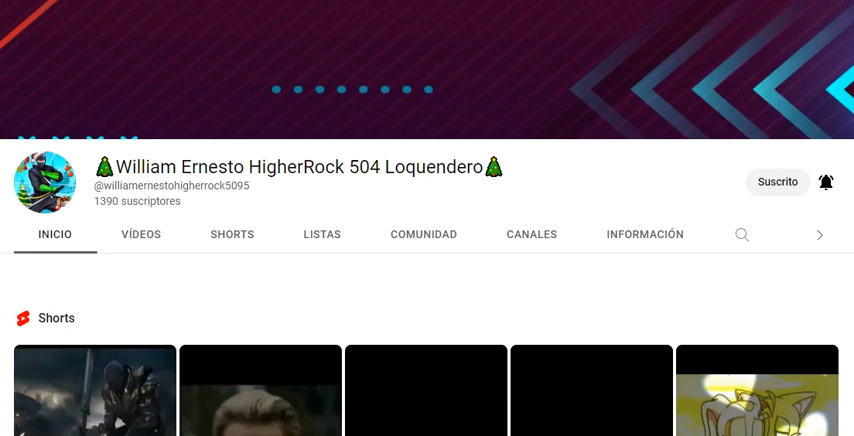 🎄William Ernesto HigherRock 504 Loquendero🎄
@williamernestohigherrock5095
1390 suscriptores
Suscrito
INICIO VÍDEOS SHORTS LISTAS COMUNIDAD CANALES INFORMACIÓN
Shorts